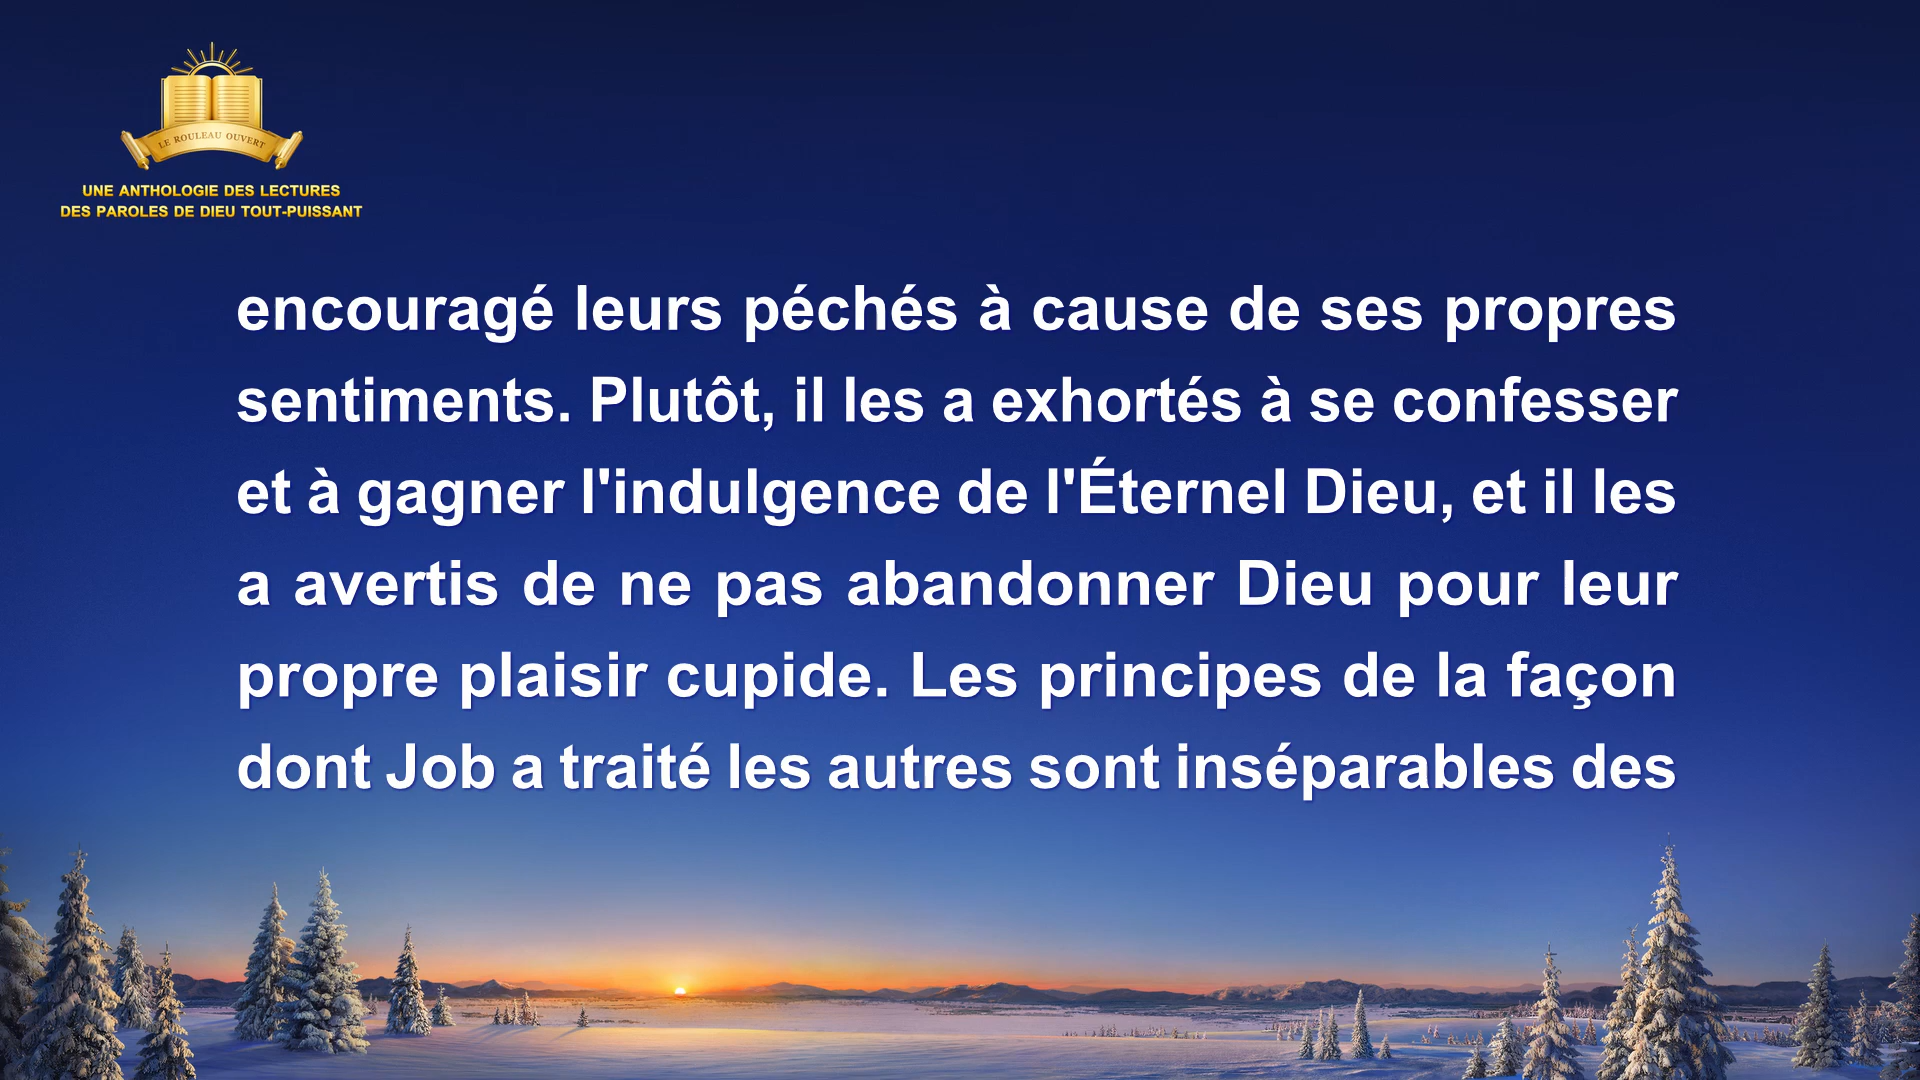 LE ROULEAU OUVERT
UNE ANTHOLOGIE DES LECTURES
DES PAROLES DE DIEU TOUT-PUISSANT
encouragé leurs péchés à cause de ses propres
sentiments. Plutôt, il les a exhortés à se confesser
et à gagner l'indulgence de l'Éternel Dieu, et il les
a avertis de ne pas abandonner Dieu pour leur
propre plaisir cupide. Les principes de la façon
dont Job a traité les autres sont inséparables des